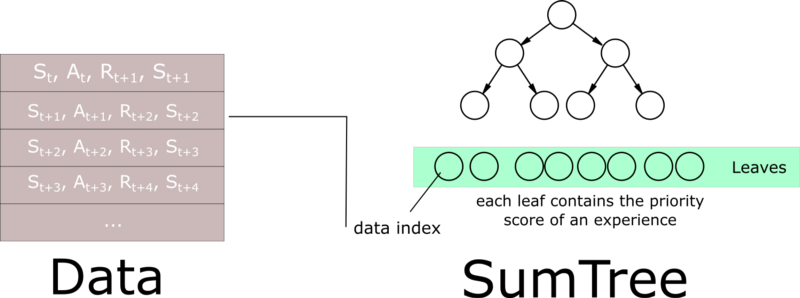 St, At, Rt+1, St+1
St+1, At+1, Rt+2, St+2
St+2, At+2, Rt+3, St+3
St+3, At+3, Rt+4, St+4
...
Data
Leaves
each leaf contains the priority
score of an experience
data index
SumTree